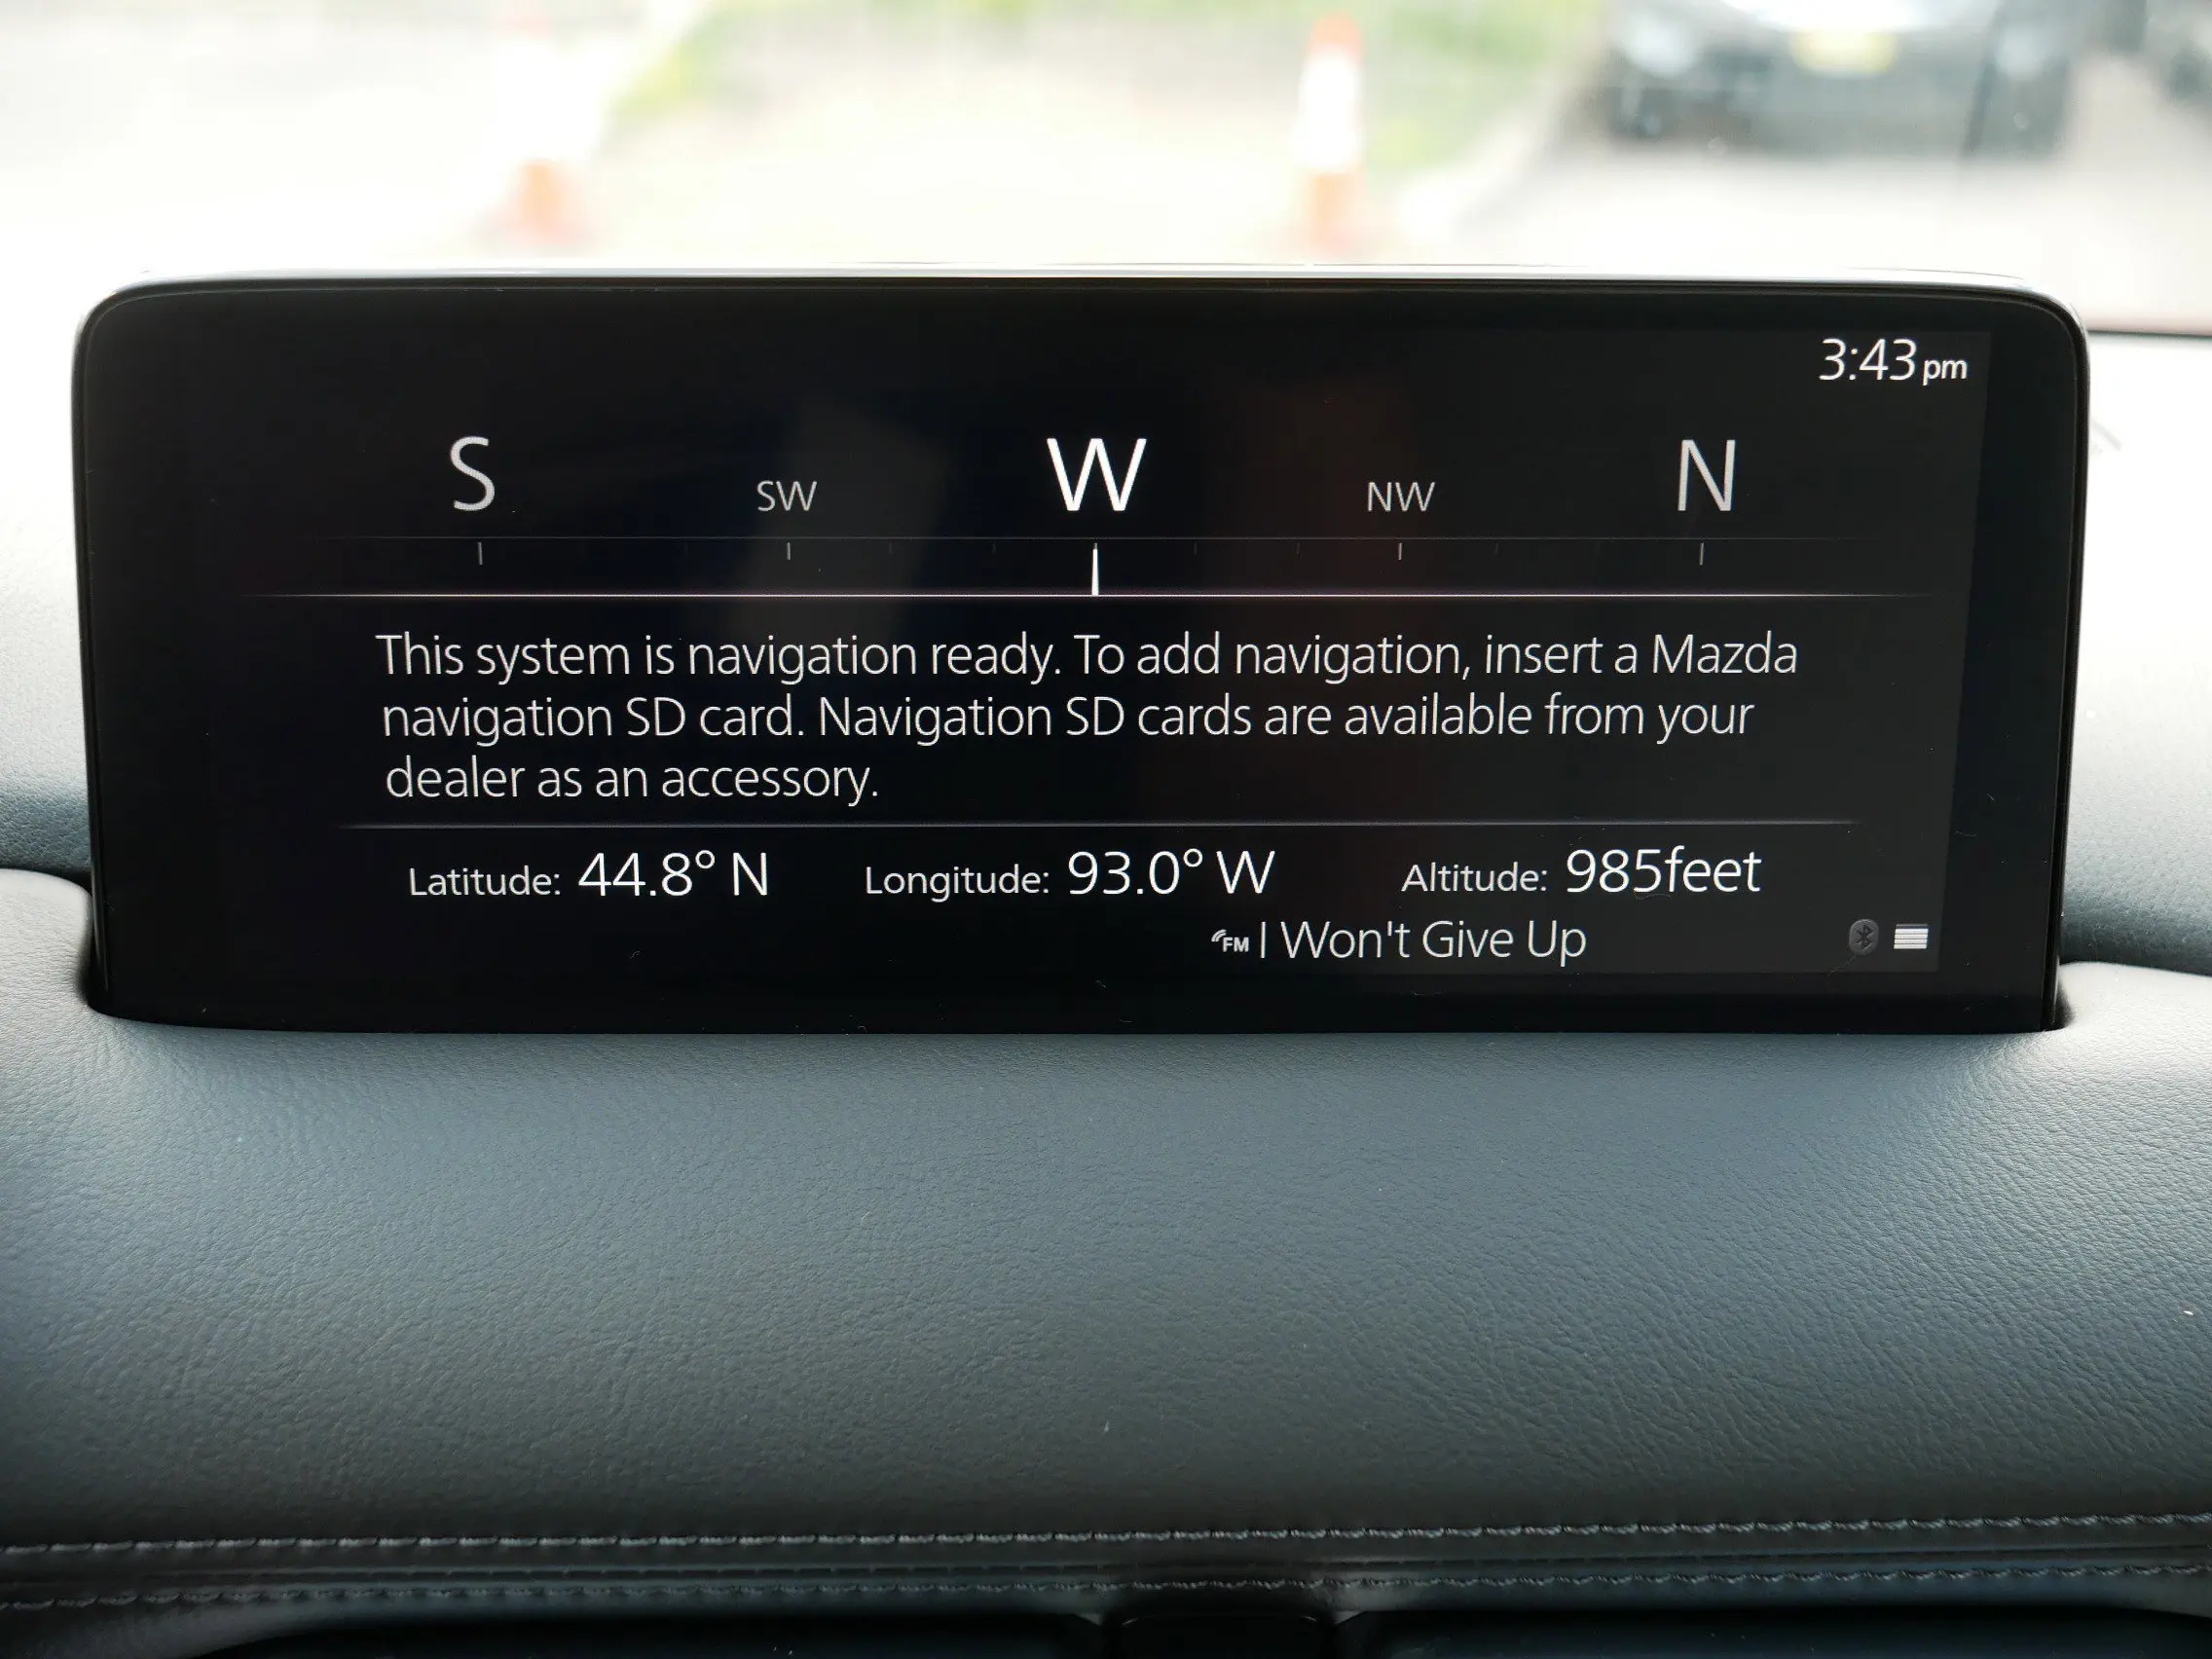 3:43 pm
S SW W NW N
This system is navigation ready. To add navigation, insert a Mazda
navigation SD card. Navigation SD cards are available from your
dealer as an accessory.
Latitude: 44.8° N Longitude: 93.0° W Altitude: 985feet
FM I Won't Give Up